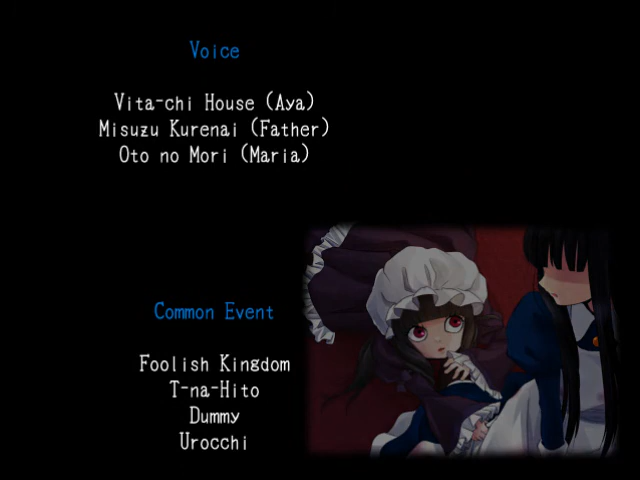 Voice
Vita-chi House (Aya)
Misuzu Kurenai (Father)
Oto no Mori (Maria)
Common Event
Foolish Kingdom
T-na-Hito
Dummy
Urocchi